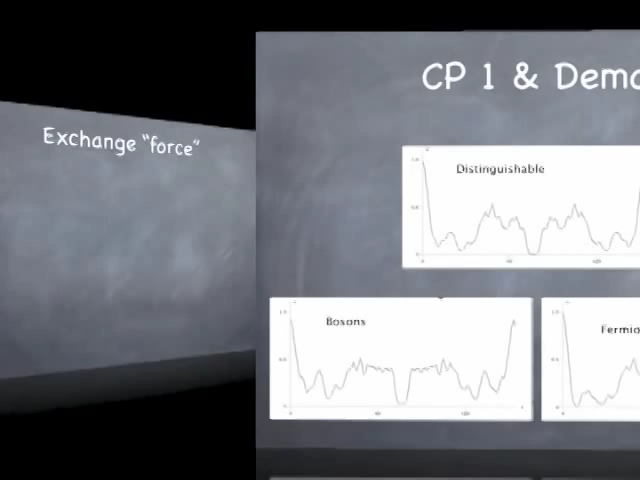 CP 1 & Demo
Exchange "force"
Distinguishable
Bosons
Fermio